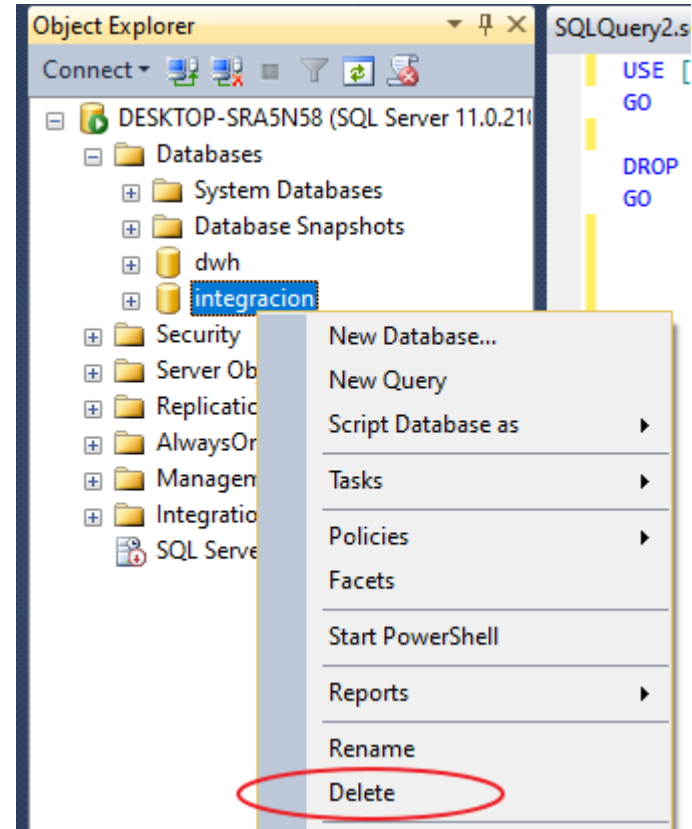 Object Explorer
SQLQuery2.s
Connect
USE [
GO
DESKTOP-SRA5N58 (SQL Server 11.0.210
Databases
DROP
System Databases
GO
Database Snapshots
dwh
integracion
Security
New Database...
Server Ob
New Query
Replicatio
Script Database as
AlwaysOn
Managem
Tasks
Integratio
Policies
SQL Serve
Facets
Start PowerShell
Reports
Rename
Delete